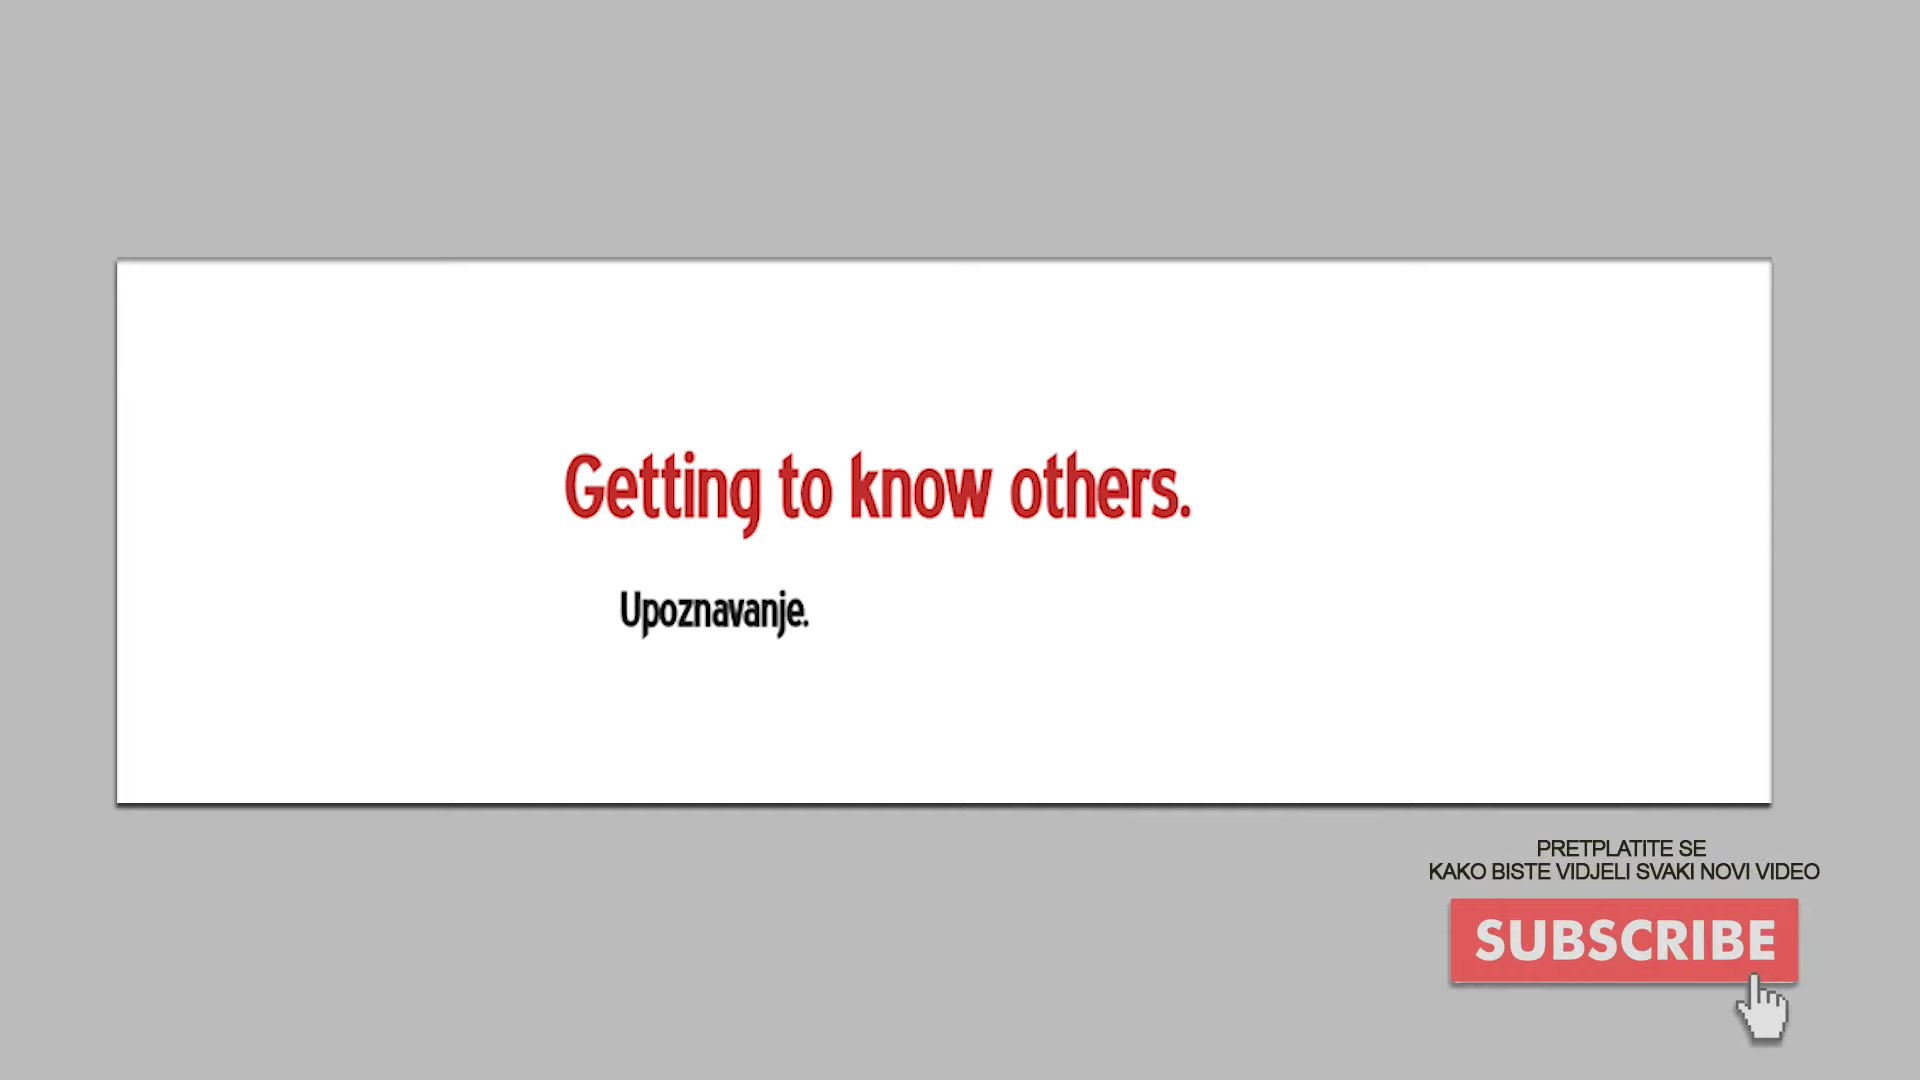 Getting to know others.
Upoznavanje.
PRETPLATITE SE
KAKO BISTE VIDJELI SVAKI NOVI VIDEO
SUBSCRIBE